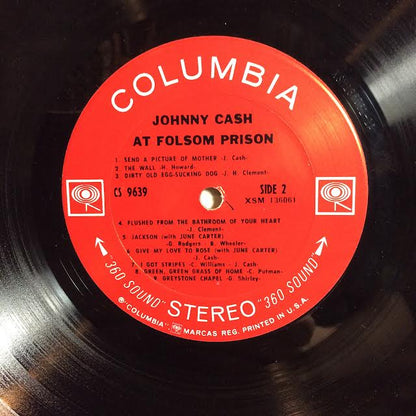 COLUMBIA
JOHNNY CASH
AT FOLSOM PRISON
1. SEND A PICTURE OF MOTHER -J. Cash-
2. THE WALL -H. Howard-
3. DIRTY OLD EGG-SUCKING DOG -J. H. Clement-
CS 9639
SIDE 2
XSM 136061
4. FLUSHED FROM THE BATHROOM OF YOUR HEART
-J. Clement-
5. JACKSON (with JUNE CARTER)
-G. Rodgers - B. Wheeler-
6. GIVE MY LOVE TO ROSE (with JUNE CARTER)
-J. Cash-
7. I GOT STRIPES -C. Williams - J. Cash-
8. GREEN, GREEN GRASS OF HOME -C. Putman-
9. GREYSTONE CHAPEL -G. Shirley-
"360 SOUND" STEREO "360 SOUND"
℗ "COLUMBIA", MARCAS REG. PRINTED IN U.S.A.